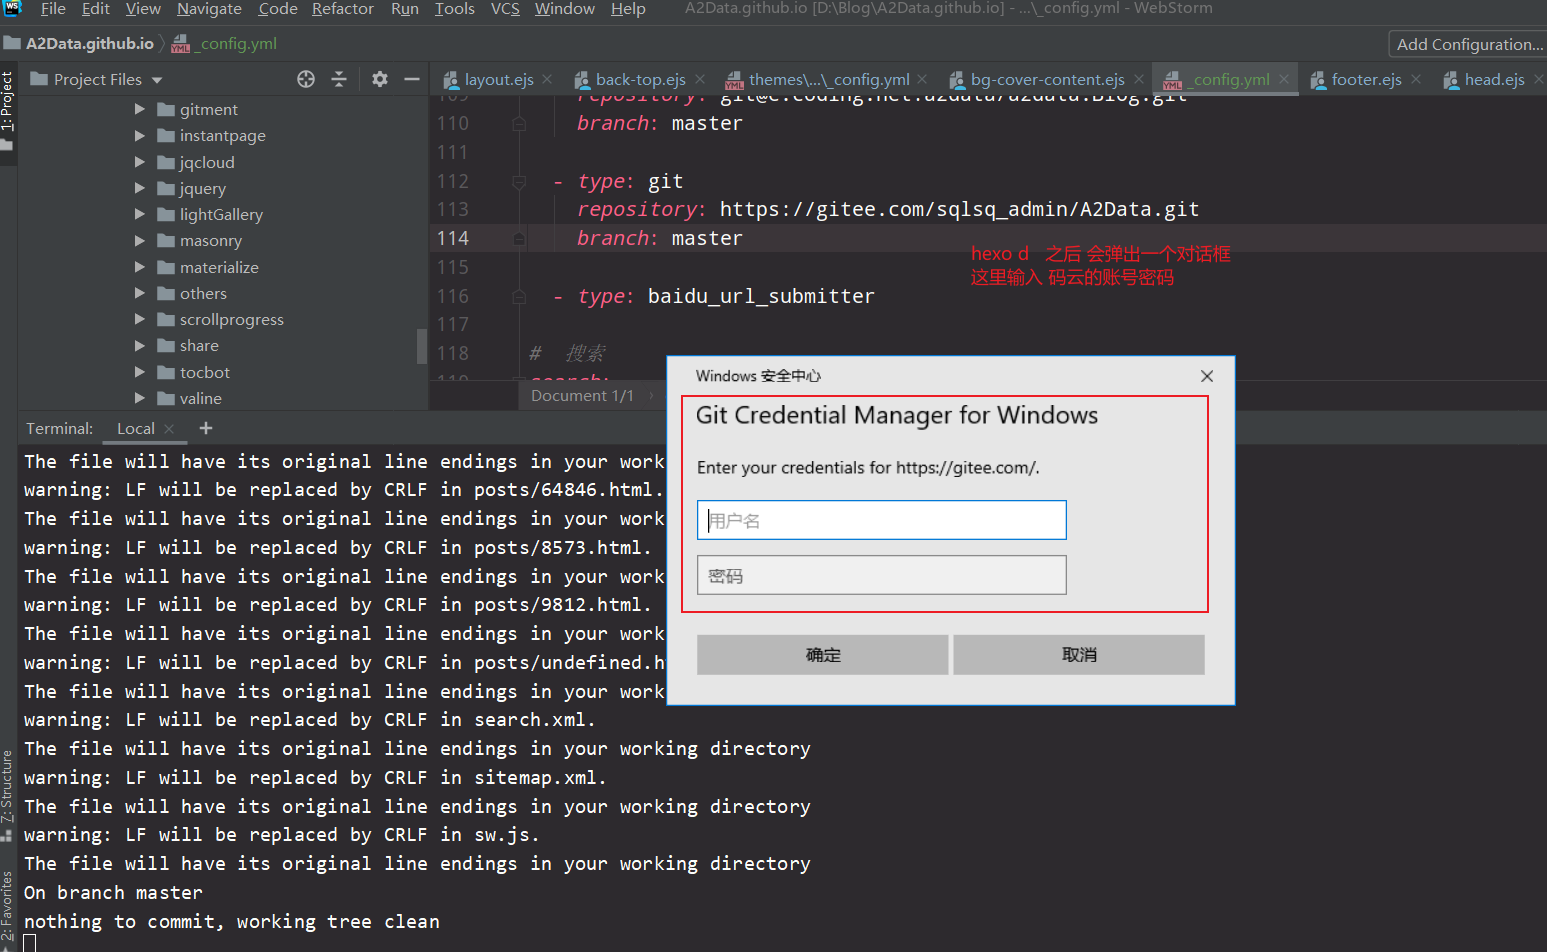 WS File Edit View Navigate Code Refactor Run Tools VCS Window Help A2Data.github.io [D:\Blog\A2Data.github.io] - ...\_config.yml - WebStorm
A2Data.github.io YML _config.yml Add Configuration...
1: Project
Project Files
layout.ejs back-top.ejs YML themes\...\_config.yml bg-cover-content.ejs YML _config.yml footer.ejs head.ejs
gitment
instantpage
jqcloud
jquery
lightGallery
masonry
materialize
others
scrollprogress
share
tocbot
valine
109 repository: git@e.coding.net:a2data/a2data.Blog.git
110 branch: master
111
112 - type: git
113 repository: https://gitee.com/sqlsq_admin/A2Data.git
114 branch: master
115
116 - type: baidu_url_submitter
117
118 # 搜索
119 search:
hexo d 之后 会弹出一个对话框
这里输入 码云的账号密码
Document 1/1
Terminal: Local +
The file will have its original line endings in your work
warning: LF will be replaced by CRLF in posts/64846.html.
The file will have its original line endings in your work
warning: LF will be replaced by CRLF in posts/8573.html.
The file will have its original line endings in your work
warning: LF will be replaced by CRLF in posts/9812.html.
The file will have its original line endings in your work
warning: LF will be replaced by CRLF in posts/undefined.h
The file will have its original line endings in your work
warning: LF will be replaced by CRLF in search.xml.
The file will have its original line endings in your working directory
warning: LF will be replaced by CRLF in sitemap.xml.
The file will have its original line endings in your working directory
warning: LF will be replaced by CRLF in sw.js.
The file will have its original line endings in your working directory
On branch master
nothing to commit, working tree clean
Windows 安全中心
Git Credential Manager for Windows
Enter your credentials for https://gitee.com/.
用户名
密码
确定 取消
Z: Structure
2: Favorites